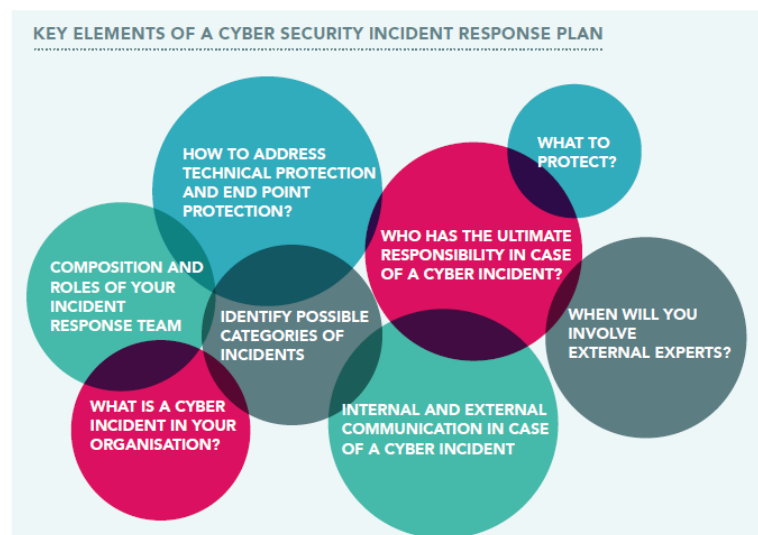 KEY ELEMENTS OF A CYBER SECURITY INCIDENT RESPONSE PLAN
HOW TO ADDRESS
TECHNICAL PROTECTION
AND END POINT
PROTECTION?
WHAT TO
PROTECT?
WHO HAS THE ULTIMATE
RESPONSIBILITY IN CASE
OF A CYBER INCIDENT?
COMPOSITION AND
ROLES OF YOUR
INCIDENT
RESPONSE TEAM
IDENTIFY POSSIBLE
CATEGORIES OF
INCIDENTS
WHEN WILL YOU
INVOLVE
EXTERNAL EXPERTS?
WHAT IS A CYBER
INCIDENT IN YOUR
ORGANISATION?
INTERNAL AND EXTERNAL
COMMUNICATION IN CASE
OF A CYBER INCIDENT